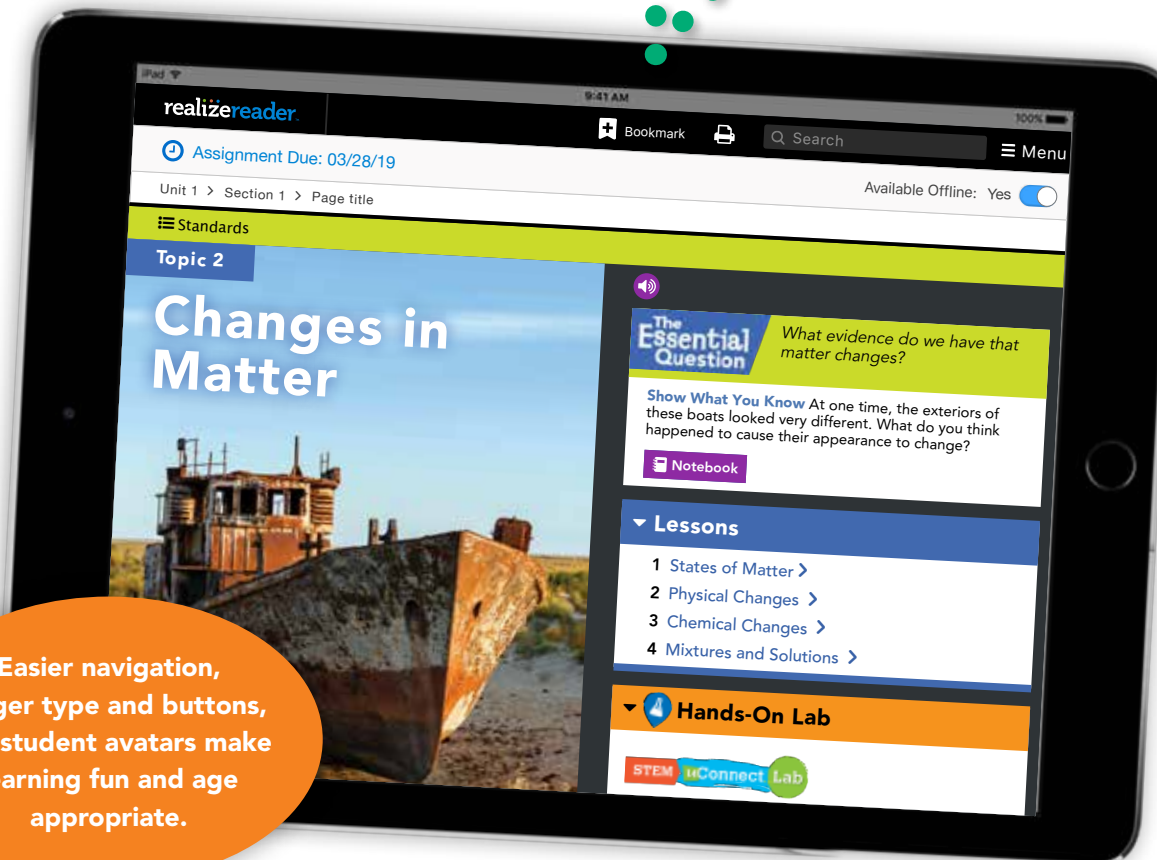 iPad
9:41 AM
100%
realizereader.
Bookmark
Search
Menu
Assignment Due: 03/28/19
Available Offline: Yes
Unit 1 > Section 1 > Page title
Standards
Topic 2
Changes in
Matter
The
Essential
Question
What evidence do we have that
matter changes?
Show What You Know At one time, the exteriors of
these boats looked very different. What do you think
happened to cause their appearance to change?
Notebook
Lessons
1 States of Matter >
2 Physical Changes >
3 Chemical Changes >
4 Mixtures and Solutions >
Hands-On Lab
STEM uConnect Lab
Easier navigation,
ger type and buttons,
student avatars make
arning fun and age
appropriate.